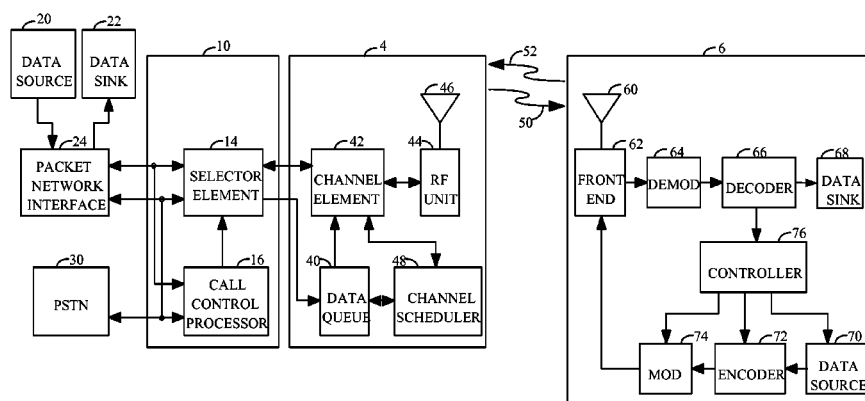 20
22
10
4
6
DATA
SOURCE
DATA
SINK
52
50
46
60
24
PACKET
NETWORK
INTERFACE
14
SELECTOR
ELEMENT
42
CHANNEL
ELEMENT
44
RF
UNIT
62
FRONT
END
64
DEMOD
66
DECODER
68
DATA
SINK
30
PSTN
16
CALL
CONTROL
PROCESSOR
40
DATA
QUEUE
48
CHANNEL
SCHEDULER
76
CONTROLLER
74
MOD
72
ENCODER
70
DATA
SOURCE